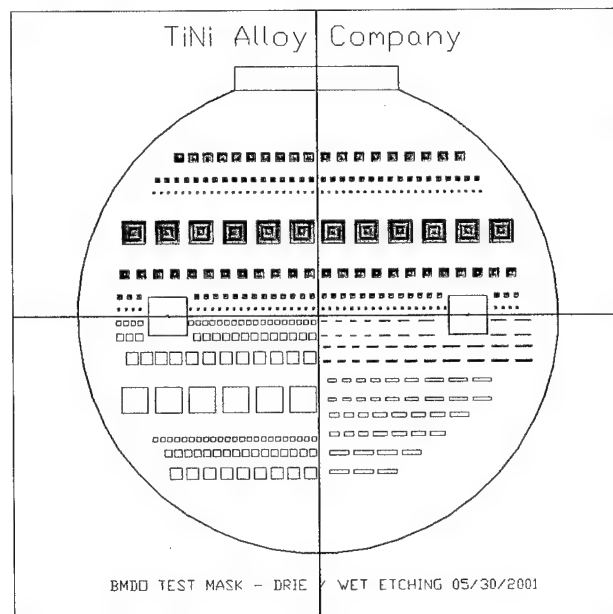 TiNi Alloy Company
BMDO TEST MASK - DRIE / WET ETCHING 05/30/2001